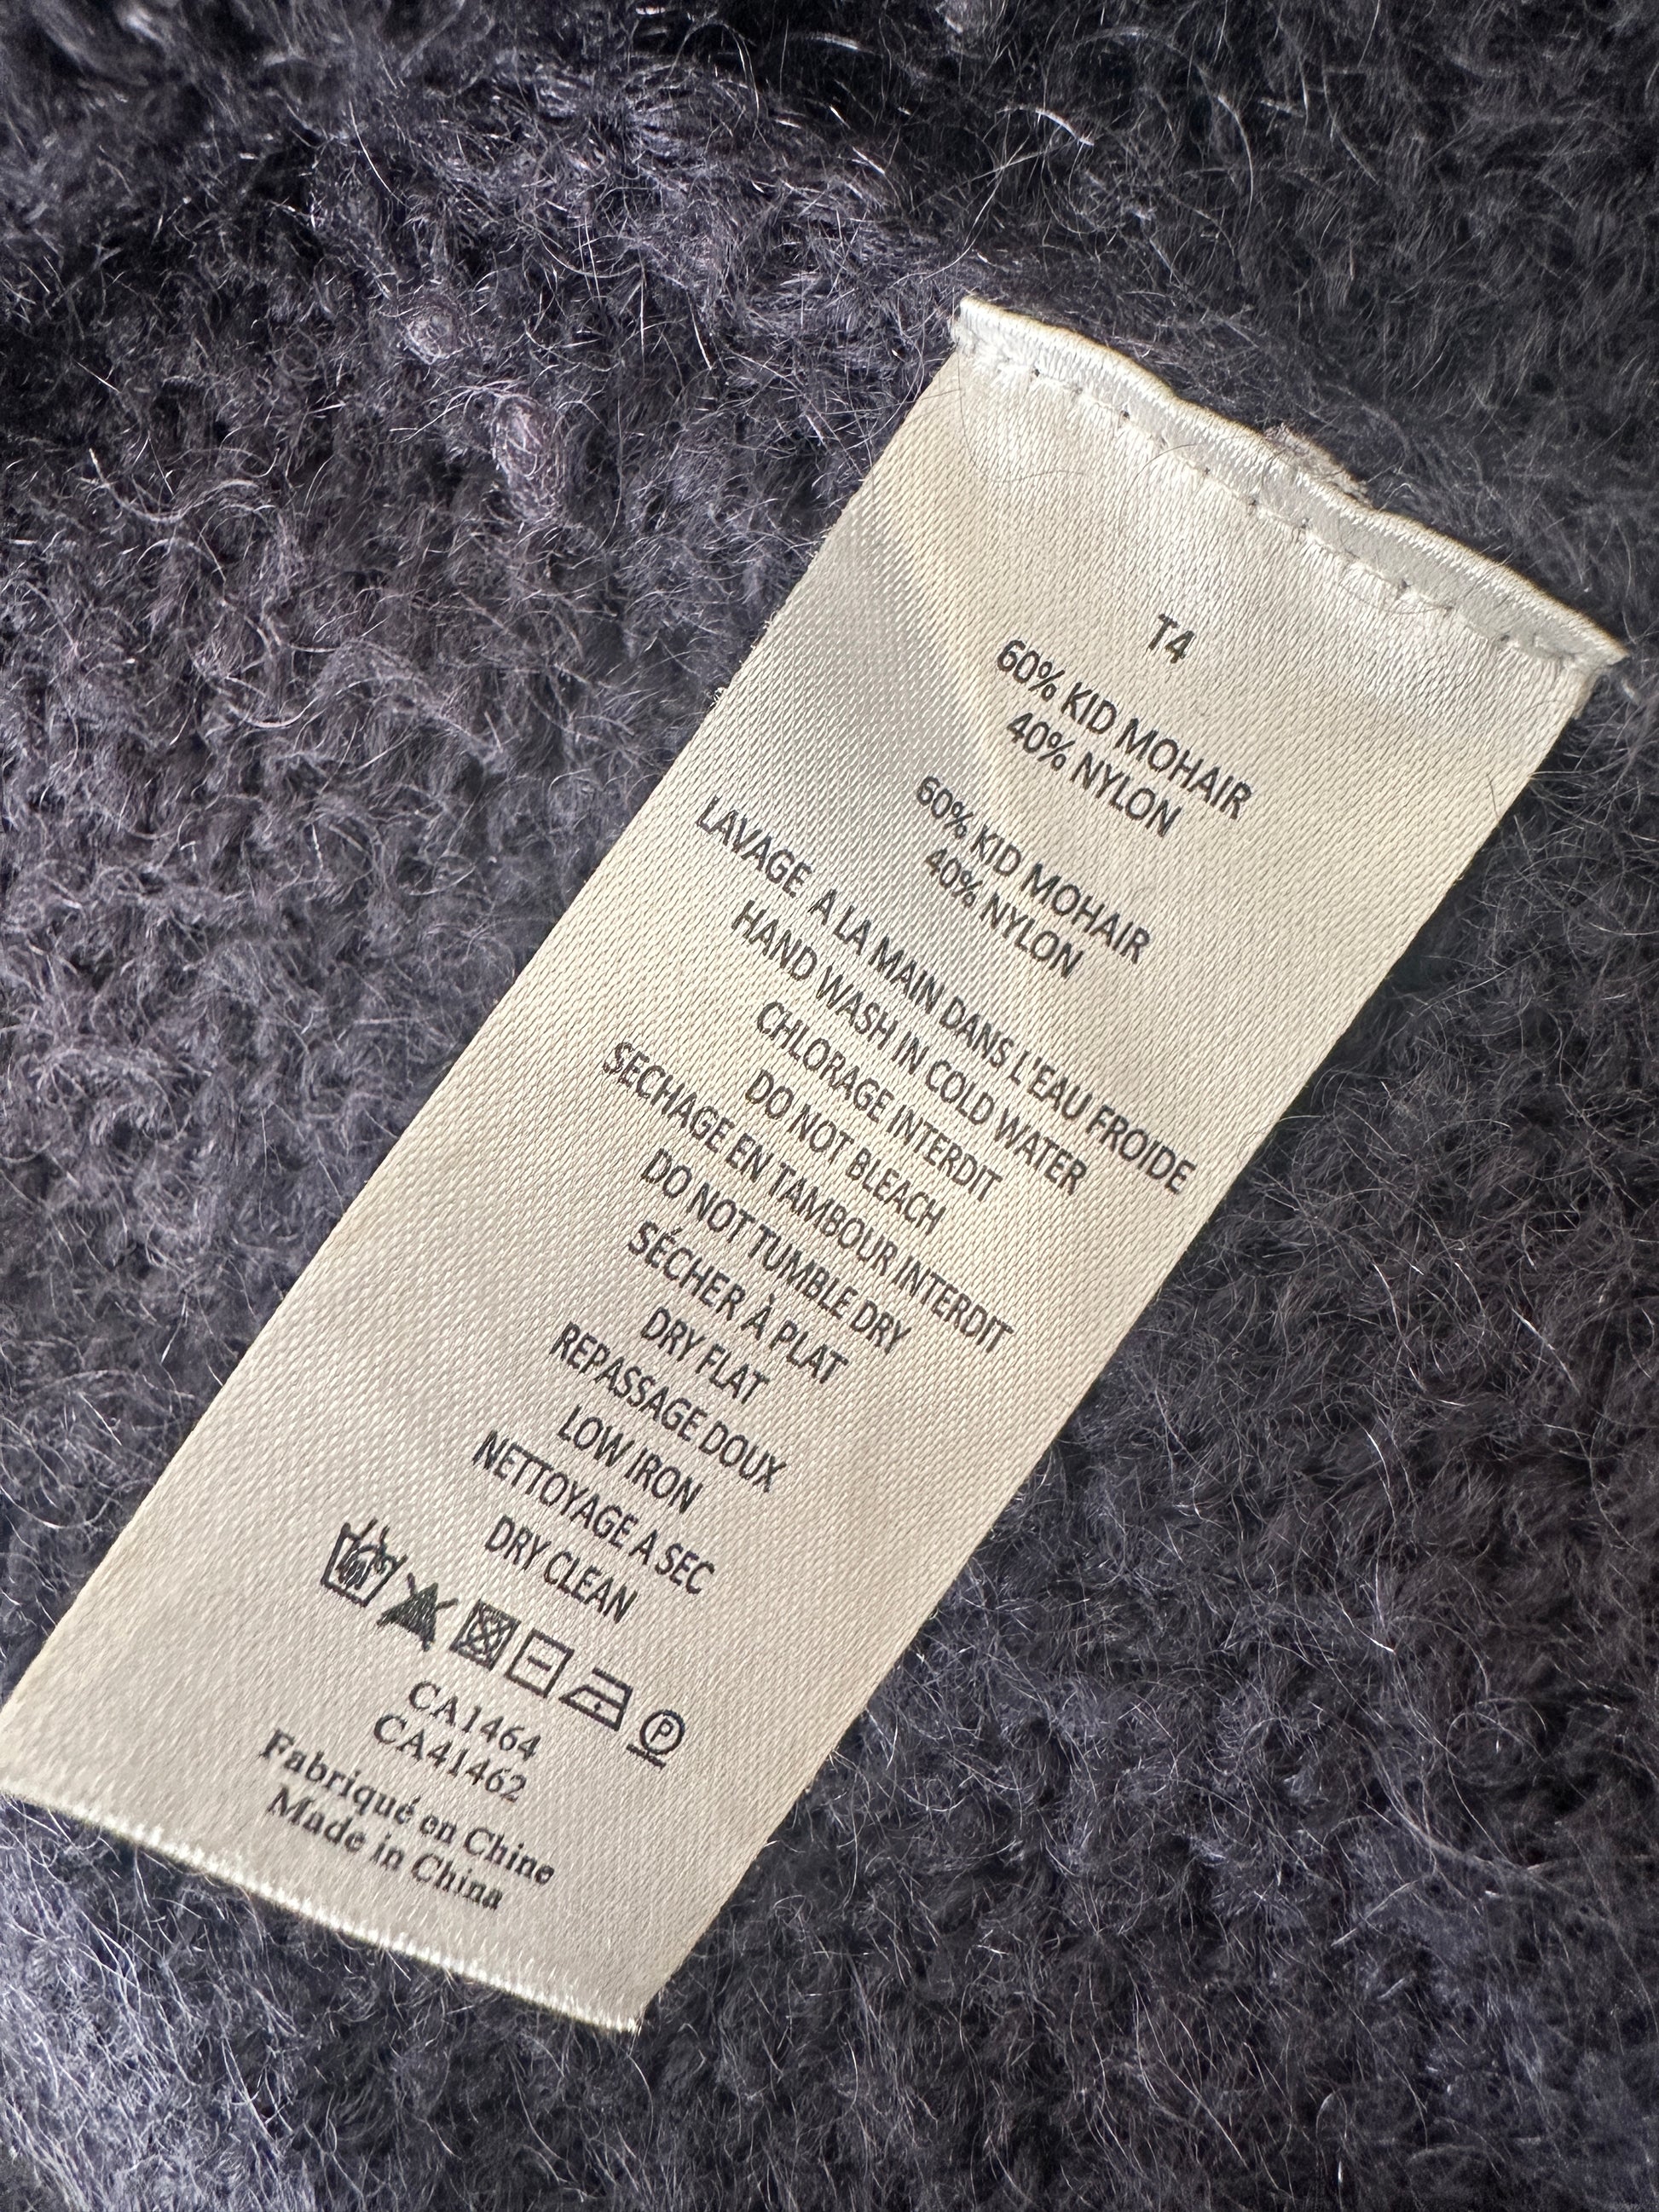 T4
60% KID MOHAIR
40% NYLON
60% KID MOHAIR
40% NYLON
LAVAGE A LA MAIN DANS L'EAU FROIDE
HAND WASH IN COLD WATER
CHLORAGE INTERDIT
DO NOT BLEACH
SECHAGE EN TAMBOUR INTERDIT
DO NOT TUMBLE DRY
SÉCHER À PLAT
DRY FLAT
REPASSAGE DOUX
LOW IRON
NETTOYAGE A SEC
DRY CLEAN
P
CA1464
CA41462
Fabriqué en Chine
Made in China